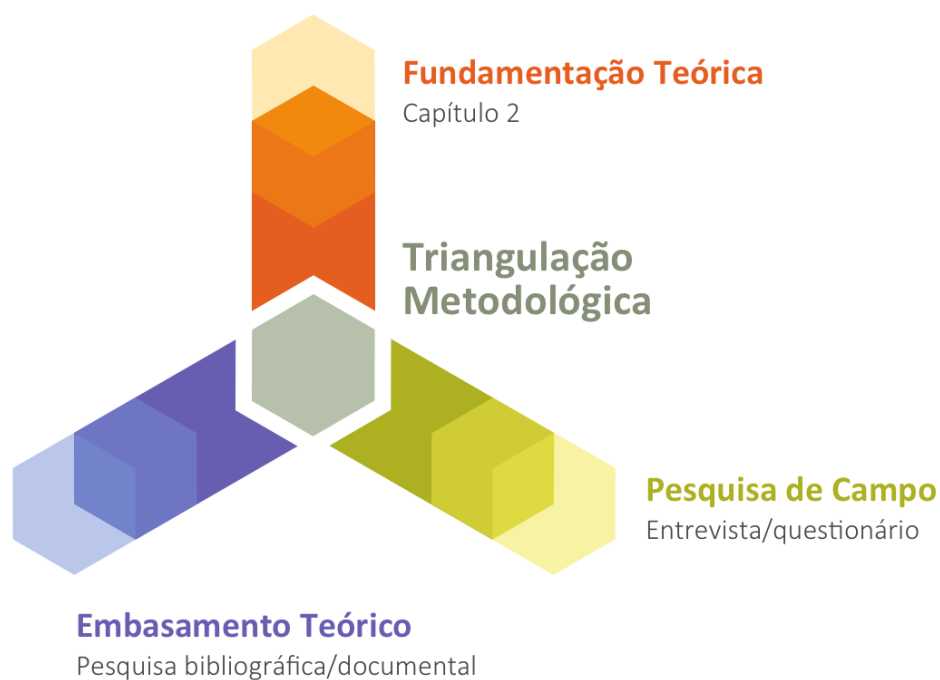 Fundamentação Teórica
Capítulo 2
Triangulação
Metodológica
Pesquisa de Campo
Entrevista/questionário
Embasamento Teórico
Pesquisa bibliográfica/documental